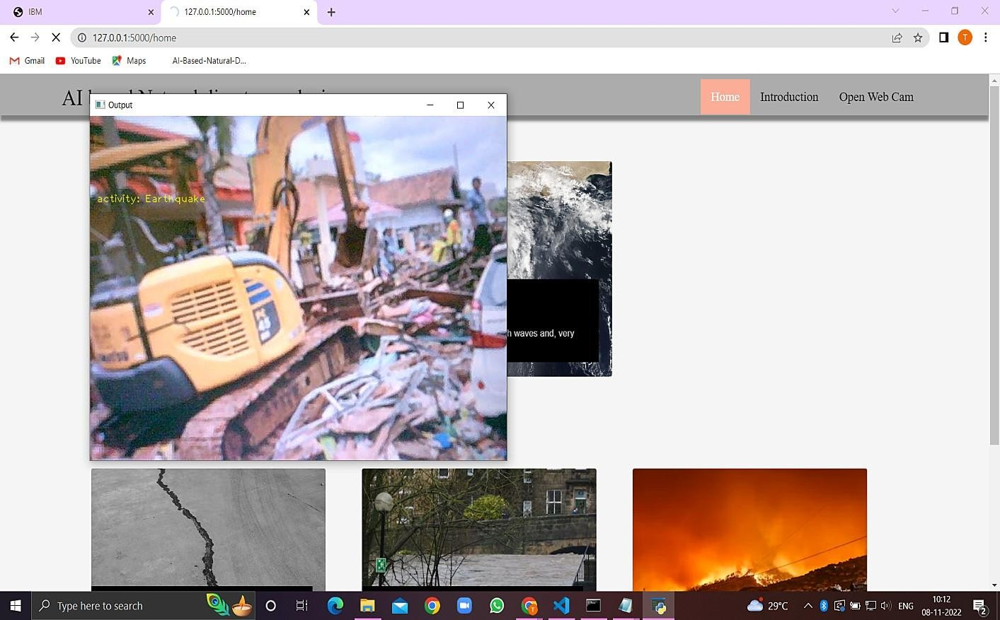 IBM
127.0.0.1:5000/home
127.0.0.1:5000/home
T
Gmail
YouTube
Maps
AI-Based-Natural-D...
AI
Home
Introduction
Open Web Cam
Output
activity: Earthquake
h waves and, very
Type here to search
29°C
ENG
10:12
08-11-2022
2